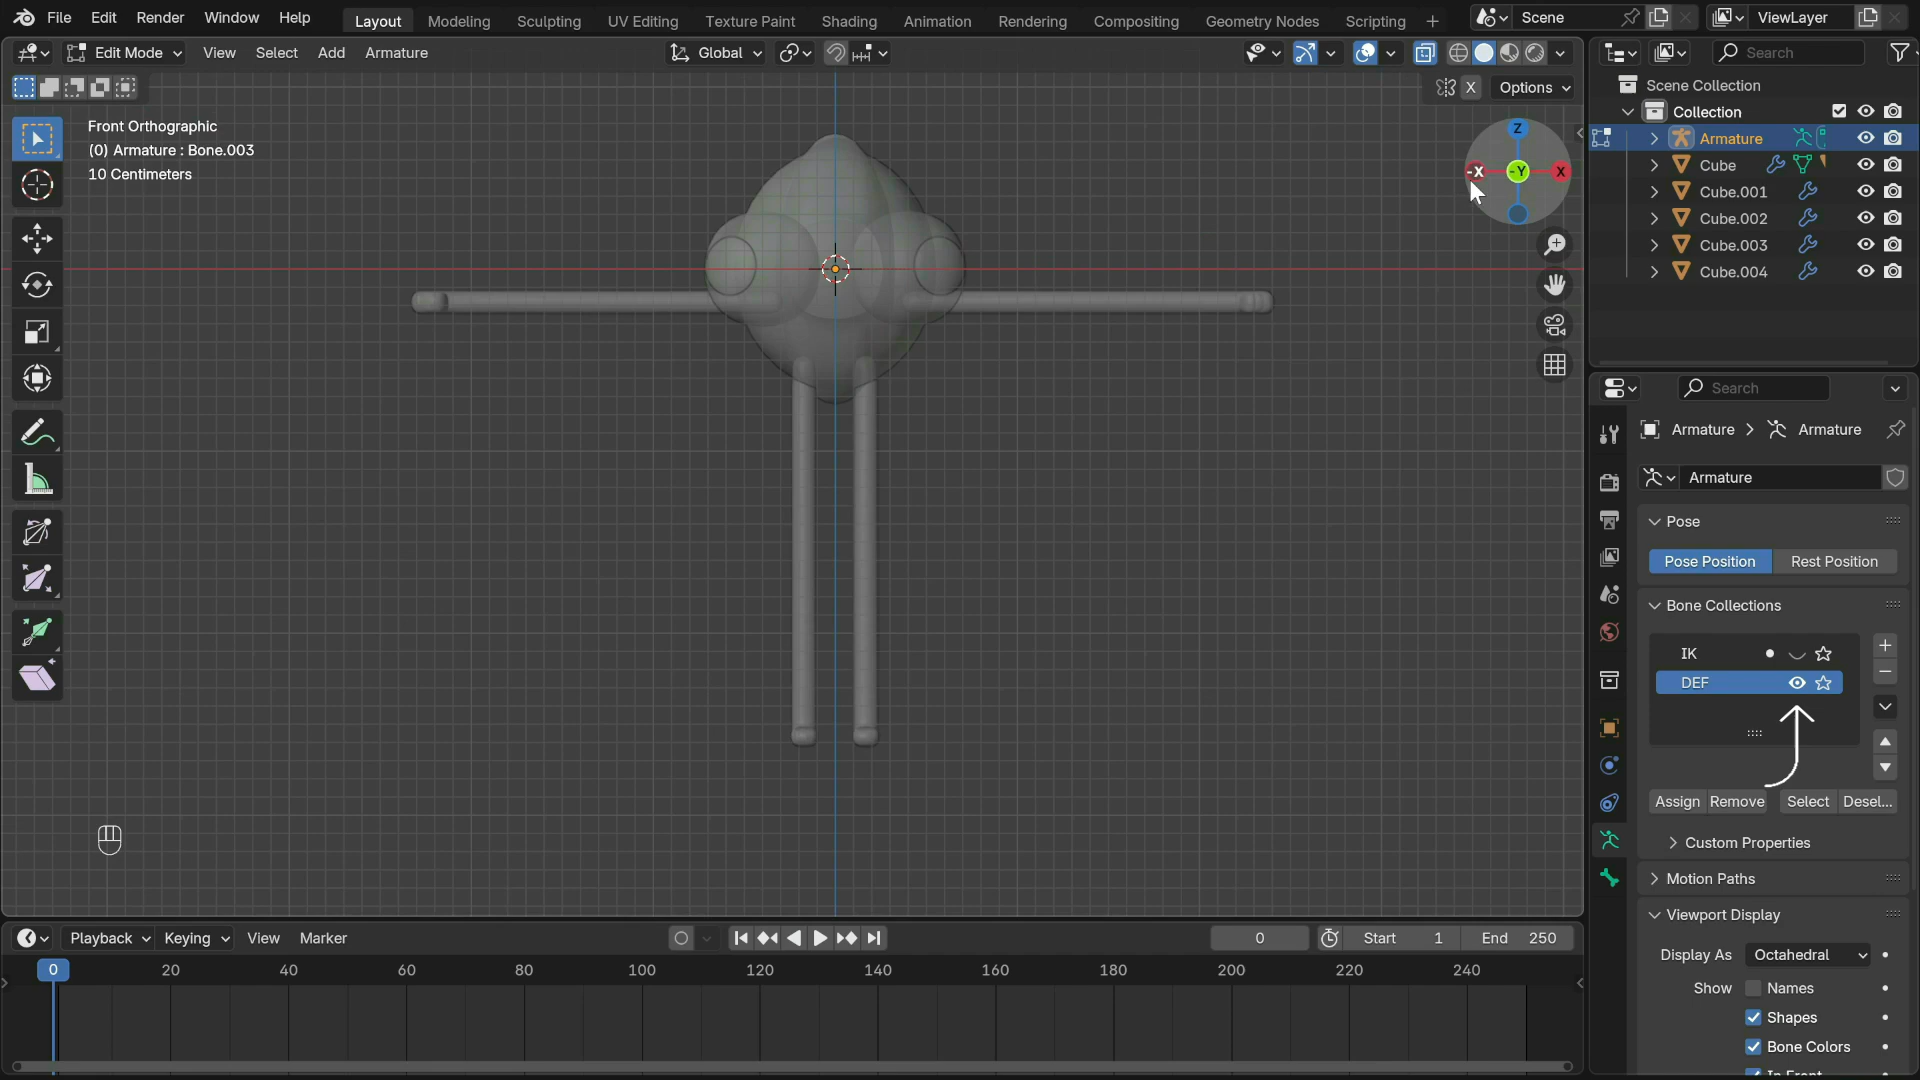 File Edit Render Window Help Layout Modeling Sculpting UV Editing Texture Paint Shading Animation Rendering Compositing Geometry Nodes Scripting + Scene ViewLayer
Edit Mode View Select Add Armature Global Search
X Options
Front Orthographic
(0) Armature : Bone.003
10 Centimeters
Z
-X -Y X
Scene Collection
Collection
Armature
Cube
Cube.001
Cube.002
Cube.003
Cube.004
Search
Armature > Armature
Armature
Pose
Pose Position Rest Position
Bone Collections
IK
DEF
Assign Remove Select Desel...
Custom Properties
Motion Paths
Viewport Display
Display As Octahedral
Show Names
Shapes
Bone Colors
In Front
Playback Keying View Marker 0 Start 1 End 250
0 20 40 60 80 100 120 140 160 180 200 220 240